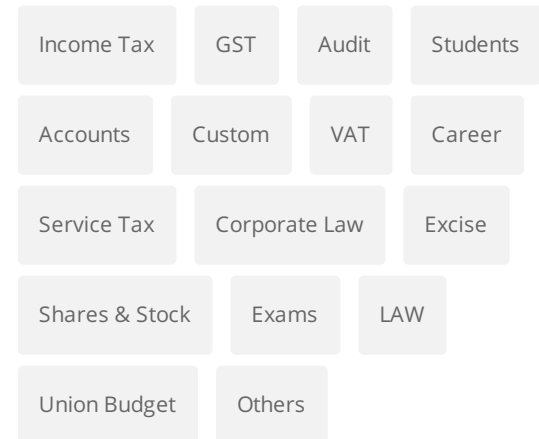 Income Tax GST Audit Students
Accounts Custom VAT Career
Service Tax Corporate Law Excise
Shares & Stock Exams LAW
Union Budget Others